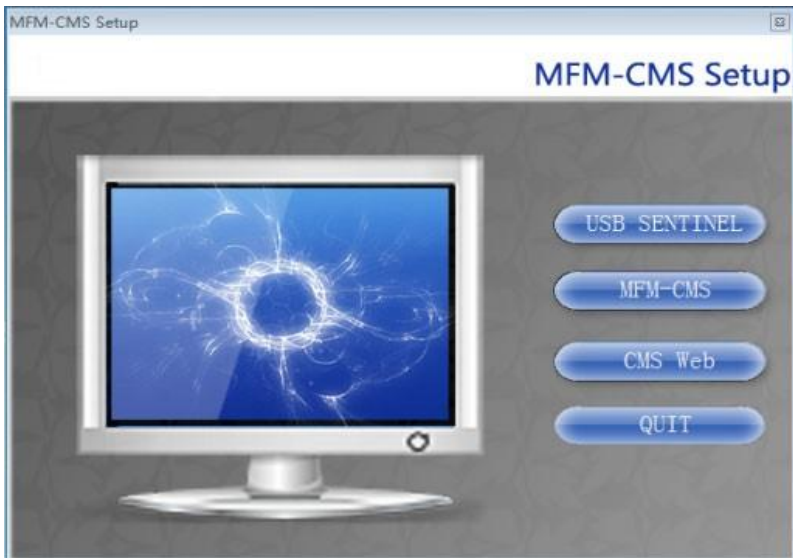 MFM-CMS Setup
MFM-CMS Setup
USB SENTINEL
MFM-CMS
CMS Web
QUIT